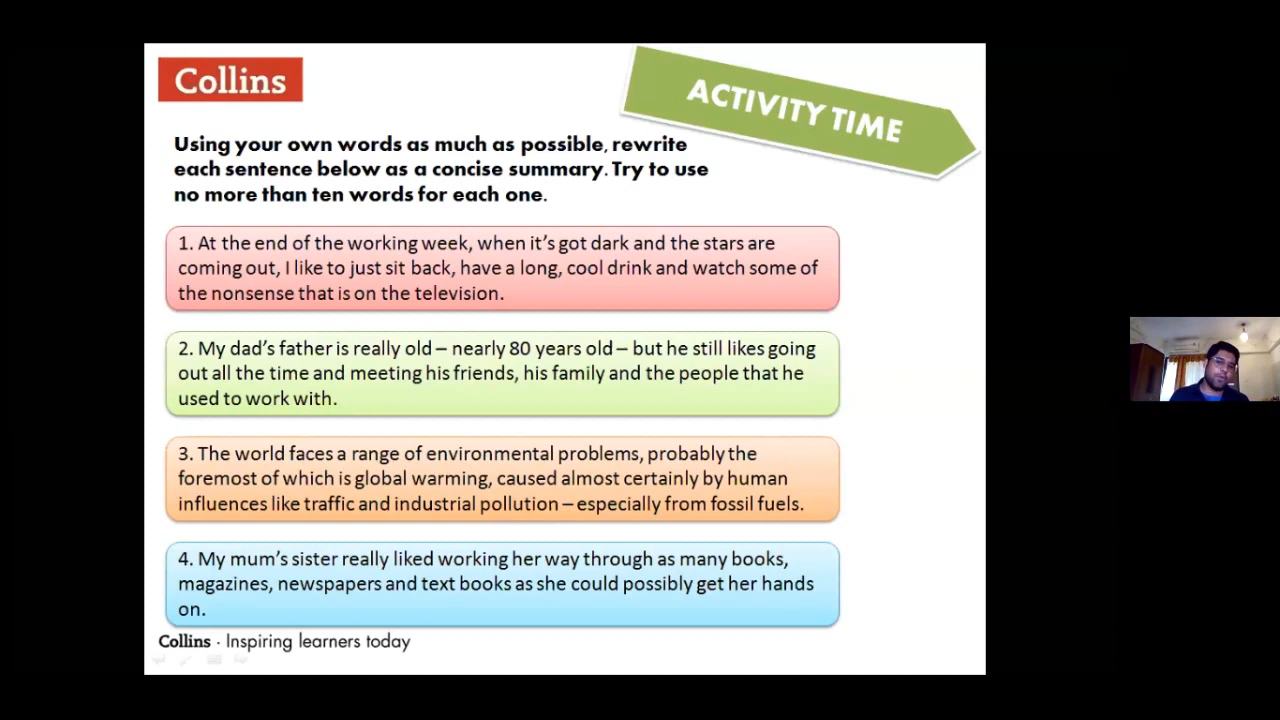 Collins
ACTIVITY TIME
Using your own words as much as possible, rewrite
each sentence below as a concise summary. Try to use
no more than ten words for each one.
1. At the end of the working week, when it's got dark and the stars are
coming out, I like to just sit back, have a long, cool drink and watch some of
the nonsense that is on the television.
2. My dad's father is really old – nearly 80 years old – but he still likes going
out all the time and meeting his friends, his family and the people that he
used to work with.
3. The world faces a range of environmental problems, probably the
foremost of which is global warming, caused almost certainly by human
influences like traffic and industrial pollution – especially from fossil fuels.
4. My mum's sister really liked working her way through as many books,
magazines, newspapers and text books as she could possibly get her hands
on.
Collins · Inspiring learners today